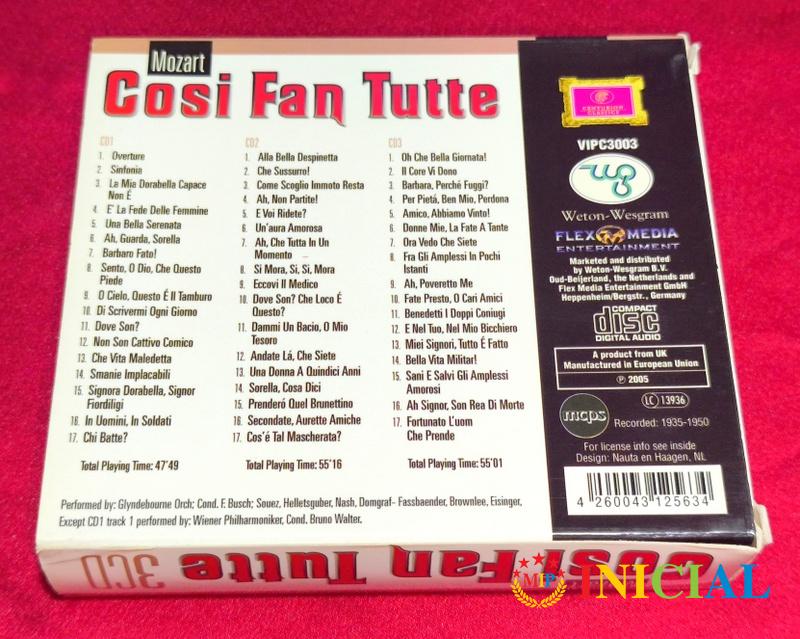 Mozart
Cosi Fan Tutte
CD1
1. Overture
2. Sinfonia
3. La Mia Dorabella Capace
Non È
4. E' La Fede Delle Femmine
5. Una Bella Serenata
6. Ah, Guarda, Sorella
7. Barbaro Fato!
8. Sento, O Dio, Che Questo
Piede
9. O Cielo, Questo È Il Tamburo
10. Di Scrivermi Ogni Giorno
11. Dove Son?
12. Non Son Cattivo Comico
13. Che Vita Maledetta
14. Smanie Implacabili
15. Signora Dorabella, Signor
Fiordiligi
16. In Uomini, In Soldati
17. Chi Batte?
Total Playing Time: 47'49
CD2
1. Alla Bella Despinetta
2. Che Sussurro!
3. Come Scoglio Immoto Resta
4. Ah, Non Partite!
5. E Voi Ridete?
6. Un'aura Amorosa
7. Ah, Che Tutta In Un
Momento
8. Si Mora, Si, Si, Mora
9. Eccovi Il Medico
10. Dove Son? Che Loco È
Questo?
11. Dammi Un Bacio, O Mio
Tesoro
12. Andate Lá, Che Siete
13. Una Donna A Quindici Anni
14. Sorella, Cosa Dici
15. Prenderó Quel Brunettino
16. Secondate, Aurette Amiche
17. Cos'é Tal Mascherata?
Total Playing Time: 55'16
CD3
1. Oh Che Bella Giornata!
2. Il Core Vi Dono
3. Barbara, Perché Fuggi?
4. Per Pietá, Ben Mio, Perdona
5. Amico, Abbiamo Vinto!
6. Donne Mie, La Fate A Tante
7. Ora Vedo Che Siete
8. Fra Gli Amplessi In Pochi
Istanti
9. Ah, Poveretto Me
10. Fate Presto, O Cari Amici
11. Benedetti I Doppi Coniugi
12. E Nel Tuo, Nel Mio Bicchiero
13. Miei Signori, Tutto É Fatto
14. Bella Vita Militar!
15. Sani E Salvi Gli Amplessi
Amorosi
16. Ah Signor, Son Rea Di Morte
17. Fortunato L'uom
Che Prende
Total Playing Time: 55'01
Performed by: Glyndebourne Orch; Cond. F. Busch; Souez, Helletsguber, Nash, Domgraf- Fassbaender, Brownlee, Eisinger,
Except CD1 track 1 performed by: Wiener Philharmoniker, Cond. Bruno Walter.
CENTURION
CLASSICS
VIPC3003
Weton-Wesgram
FLEX MEDIA
ENTERTAINMENT
Marketed and distributed
by Weton-Wesgram B.V.
Oud-Beijerland, the Netherlands and
Flex Media Entertainment GmbH
Heppenheim/Bergstr., Germany
COMPACT
disc
DIGITAL AUDIO
A product from UK
Manufactured in European Union
℗ 2005
LC 13936
mcps
Recorded: 1935-1950
For license info see inside
Design: Nauta en Haagen, NL
4 260043 125634
Cosi Fan Tutte 3CD
MP INICIAL